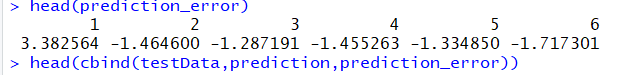 > head(prediction_error)
1 2 3 4 5 6
3.382564 -1.464600 -1.287191 -1.455263 -1.334850 -1.717301
> head(cbind(testData,prediction,prediction_error))